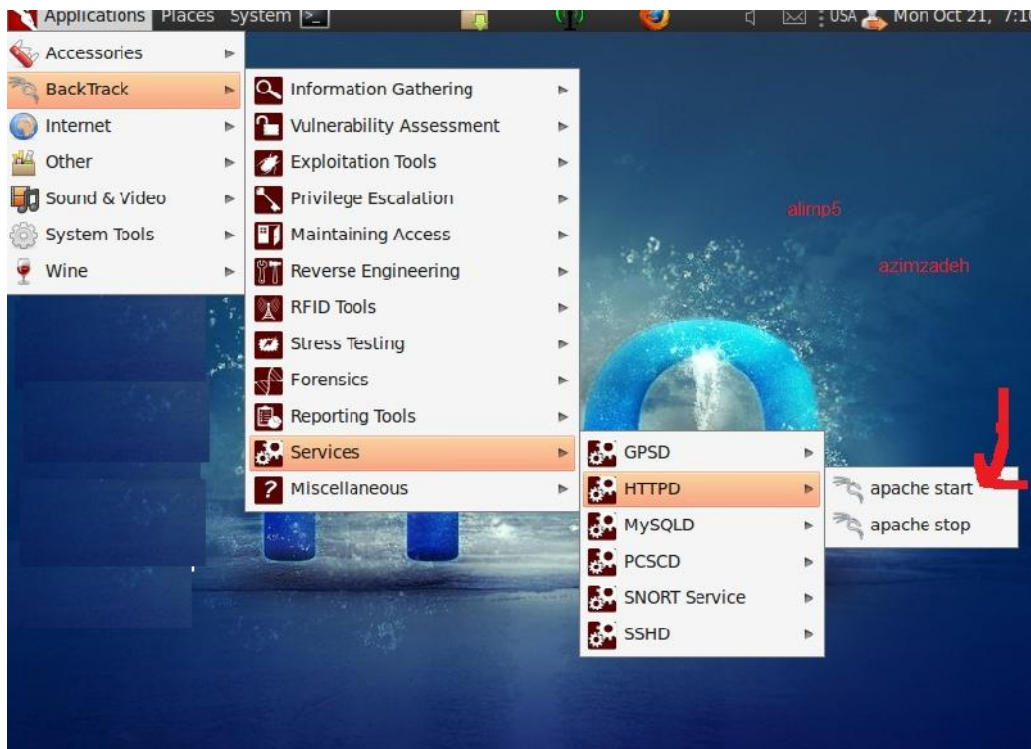 Applications Places System USA Mon Oct 21, 7:1
Accessories
BackTrack
Internet
Other
Sound & Video
System Tools
Wine
Information Gathering
Vulnerability Assessment
Exploitation Tools
Privilege Escalation
Maintaining Access
Reverse Engineering
RFID Tools
Stress Testing
Forensics
Reporting Tools
Services
Miscellaneous
GPSD
HTTPD
MySQLD
PCSCD
SNORT Service
SSHD
apache start
apache stop
alimp5
azimzadeh